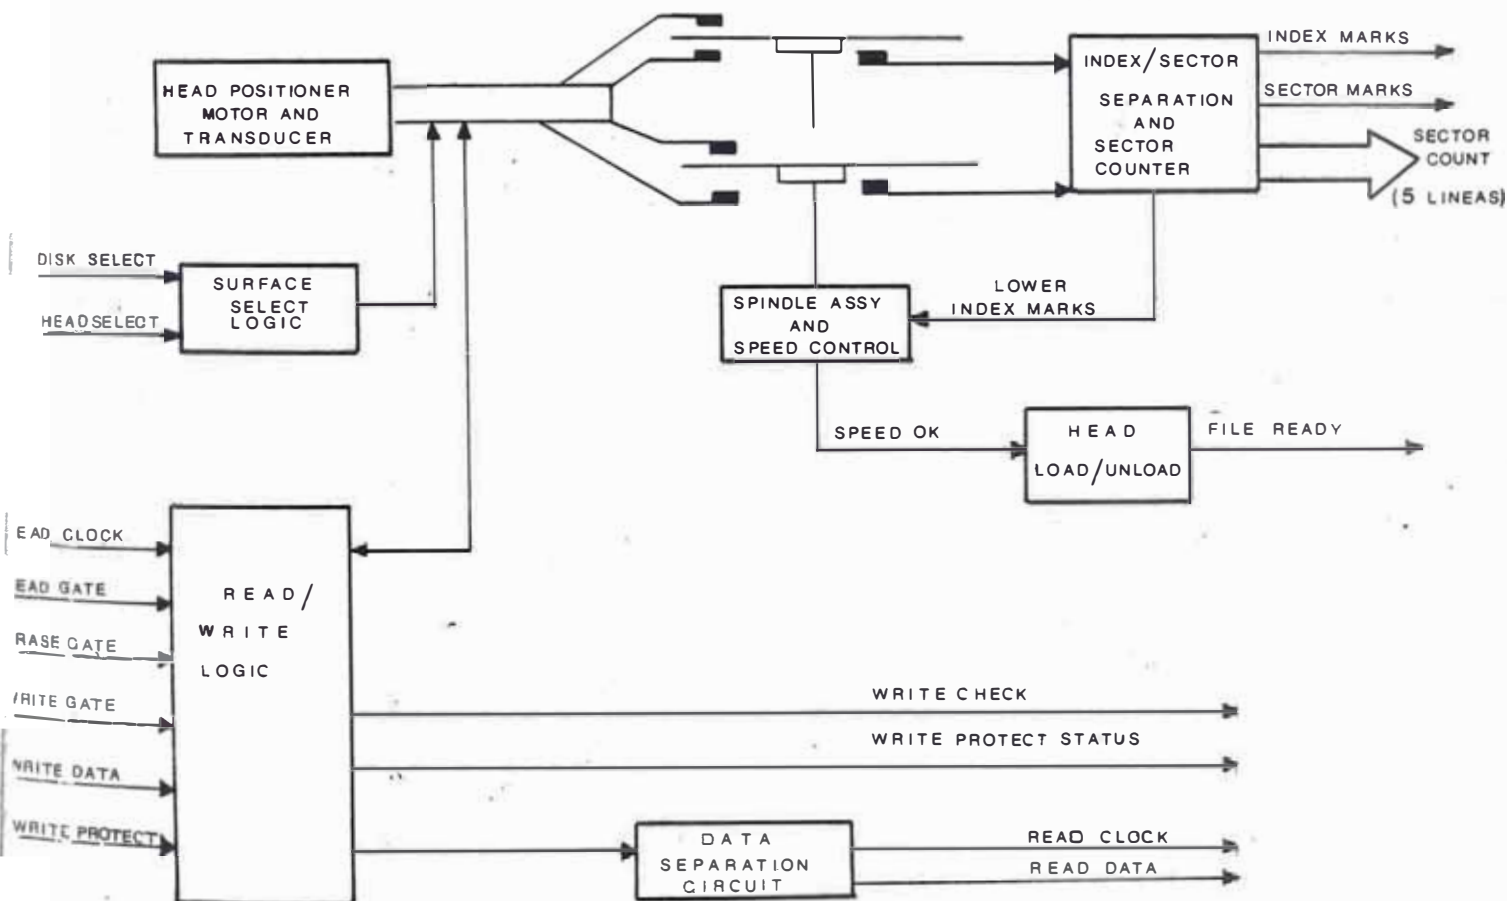 INDEX MARKS
SECTOR MARKS
SECTOR
COUNT
(5 LINEAS)
INDEX/SECTOR
SEPARATION
AND
SECTOR
COUNTER
HEAD POSITIONER
MOTOR AND
TRANSDUCER
DISK SELECT
HEAD SELECT
SURFACE
SELECT
LOGIC
SPINDLE ASSY
AND
SPEED CONTROL
LOWER
INDEX MARKS
SPEED OK
HEAD
LOAD/UNLOAD
FILE READY
EAD CLOCK
EAD GATE
RASE GATE
RITE GATE
WRITE DATA
WRITE PROTECT
READ/
WRITE
LOGIC
WRITE CHECK
WRITE PROTECT STATUS
DATA
SEPARATION
CIRCUIT
READ CLOCK
READ DATA